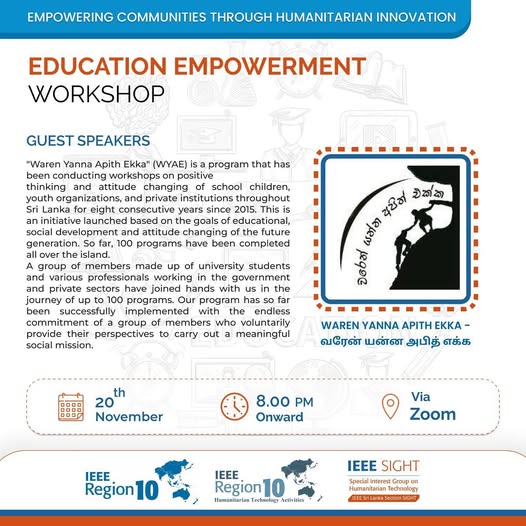 EMPOWERING COMMUNITIES THROUGH HUMANITARIAN INNOVATION
EDUCATION EMPOWERMENT
WORKSHOP
GUEST SPEAKERS
"Waren Yanna Apith Ekka" (WYAE) is a program that has
been conducting workshops on positive
thinking and attitude changing of school children,
youth organizations, and private institutions throughout
Sri Lanka for eight consecutive years since 2015. This is
an initiative launched based on the goals of educational,
social development and attitude changing of the future
generation. So far, 100 programs have been completed
all over the island.
A group of members made up of university students
and various professionals working in the government
and private sectors have joined hands with us in the
journey of up to 100 programs. Our program has so far
been successfully implemented with the endless
commitment of a group of members who voluntarily
provide their perspectives to carry out a meaningful
social mission.
වරෙන් යන්න අපිත් එක්ක
WAREN YANNA APITH EKKA -
வரேன் யன்ன அபித் எக்க
20th
November
8.00 PM
Onward
Via
Zoom
IEEE
Region 10
IEEE
Region 10
Humanitarian Technology Activities
IEEE SIGHT
Special Interest Group on
Humanitarian Technology
IEEE Sri Lanka Section SIGHT